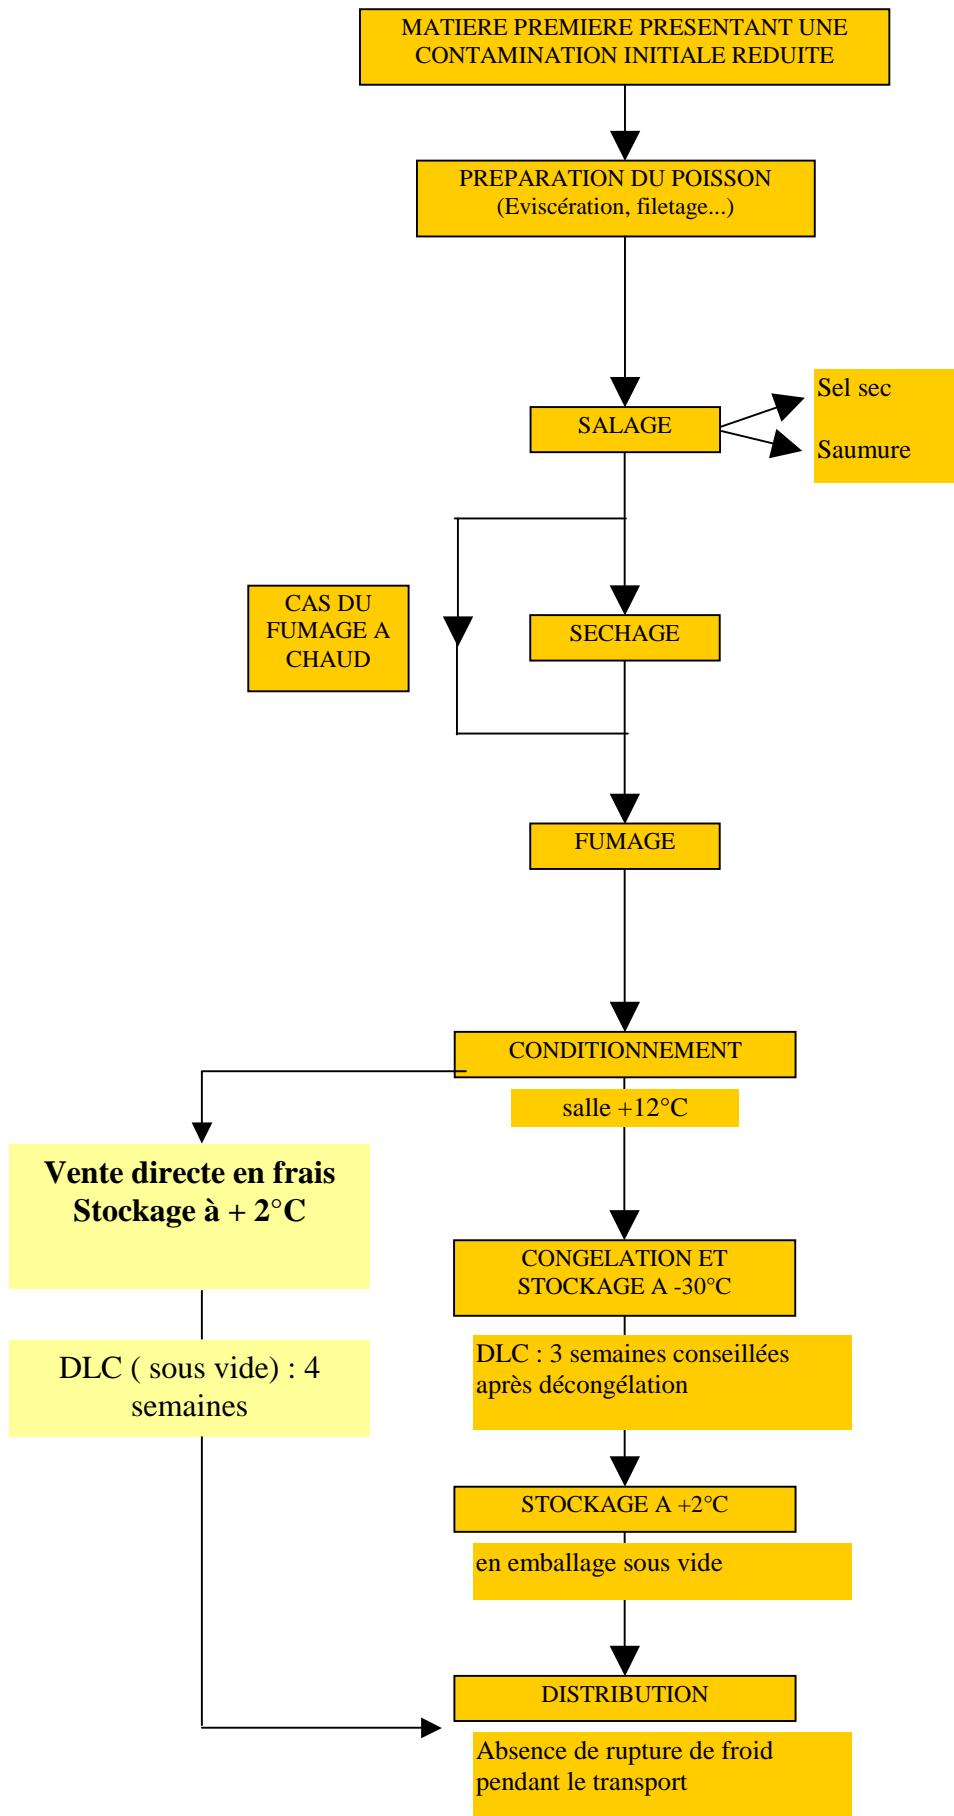 MATIERE PREMIERE PRESENTANT UNE
CONTAMINATION INITIALE REDUITE
PREPARATION DU POISSON
(Eviscération, filetage...)
Sel sec
SALAGE
Saumure
CAS DU
FUMAGE A
CHAUD
SECHAGE
FUMAGE
CONDITIONNEMENT
salle +12°C
Vente directe en frais
Stockage à + 2°C
CONGELATION ET
STOCKAGE A -30°C
DLC ( sous vide) : 4
semaines
DLC : 3 semaines conseillées
après décongélation
STOCKAGE A +2°C
en emballage sous vide
DISTRIBUTION
Absence de rupture de froid
pendant le transport